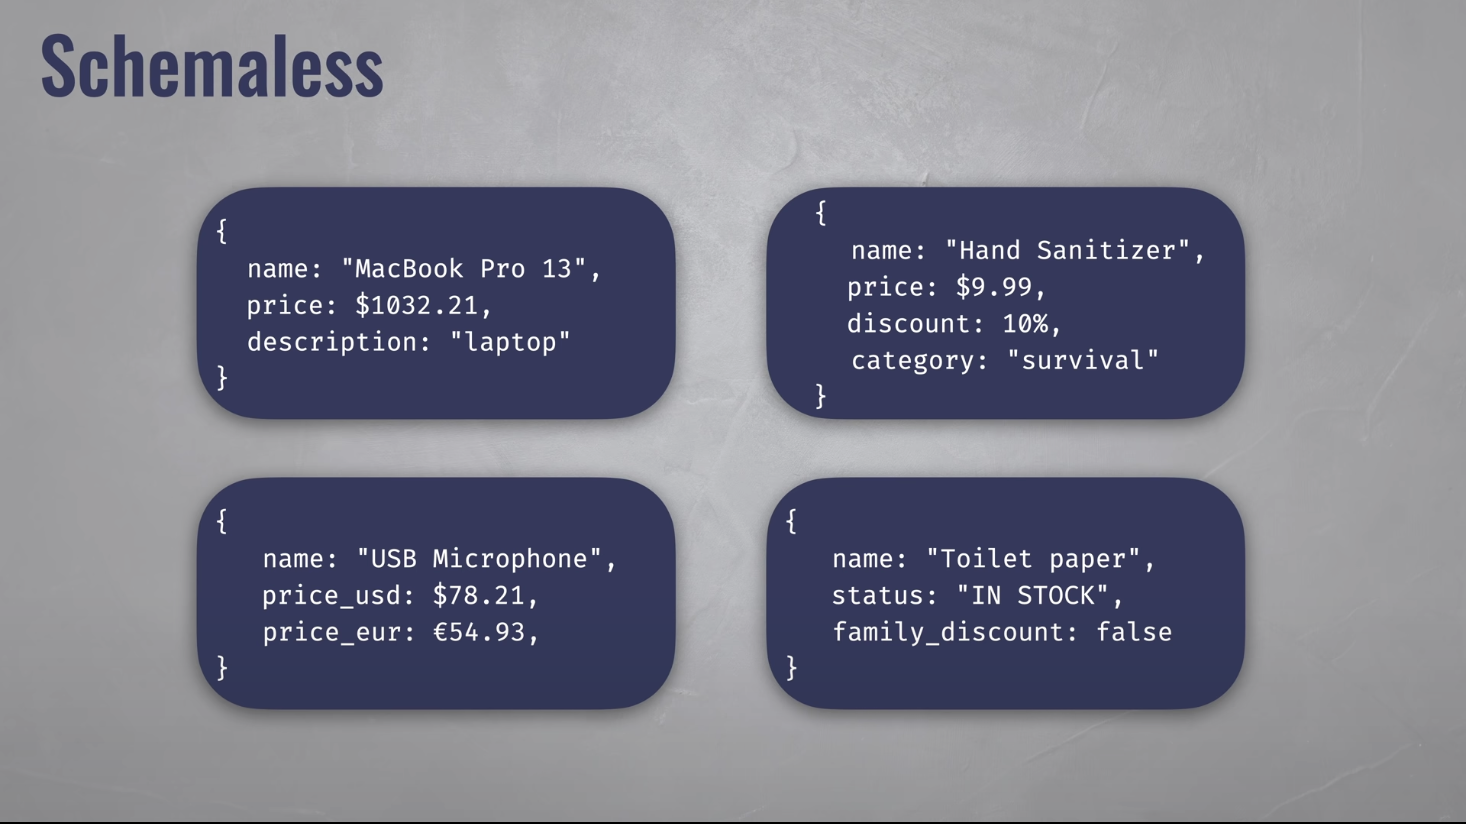 Schemaless
{
name: "MacBook Pro 13",
price: $1032.21,
description: "laptop"
}
{
name: "Hand Sanitizer",
price: $9.99,
discount: 10%,
category: "survival"
}
{
name: "USB Microphone",
price_usd: $78.21,
price_eur: €54.93,
}
{
name: "Toilet paper",
status: "IN STOCK",
family_discount: false
}